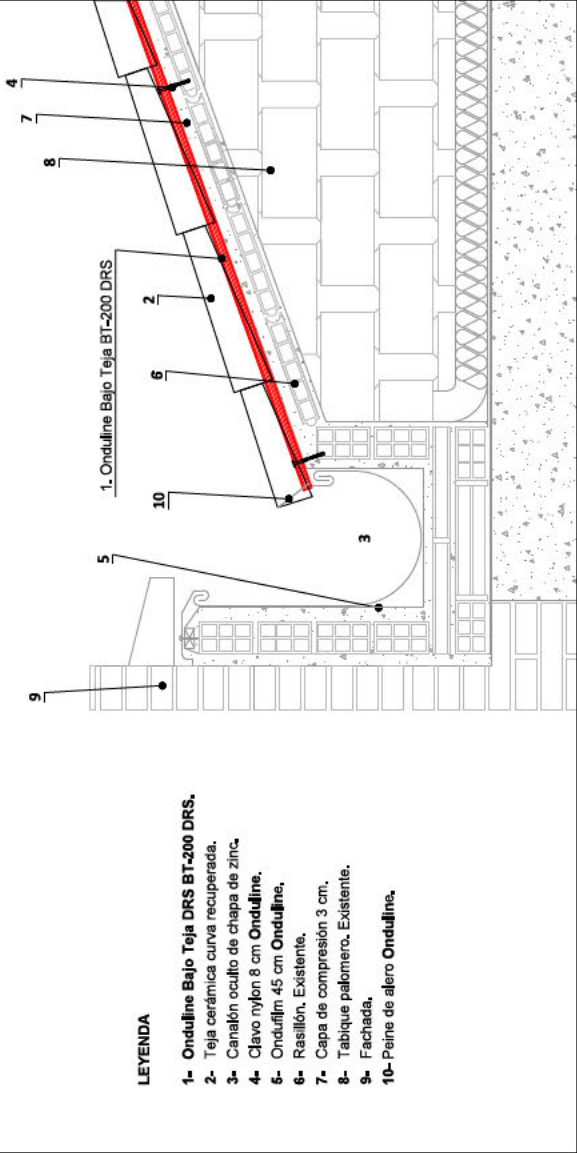 4
7
8
1. Onduline Bajo Teja BT-200 DRS
2
6
10
5
3
9
LEYENDA
1- Onduline Bajo Teja DRS BT-200 DRS.
2- Teja cerámica curva recuperada.
3- Canalón oculto de chapa de zinc.
4- Clavo nylon 8 cm Onduline.
5- Ondufilm 45 cm Onduline.
6- Rasillón. Existente.
7- Capa de compresión 3 cm.
8- Tabique palomero. Existente.
9- Fachada.
10- Peine de alero Onduline.